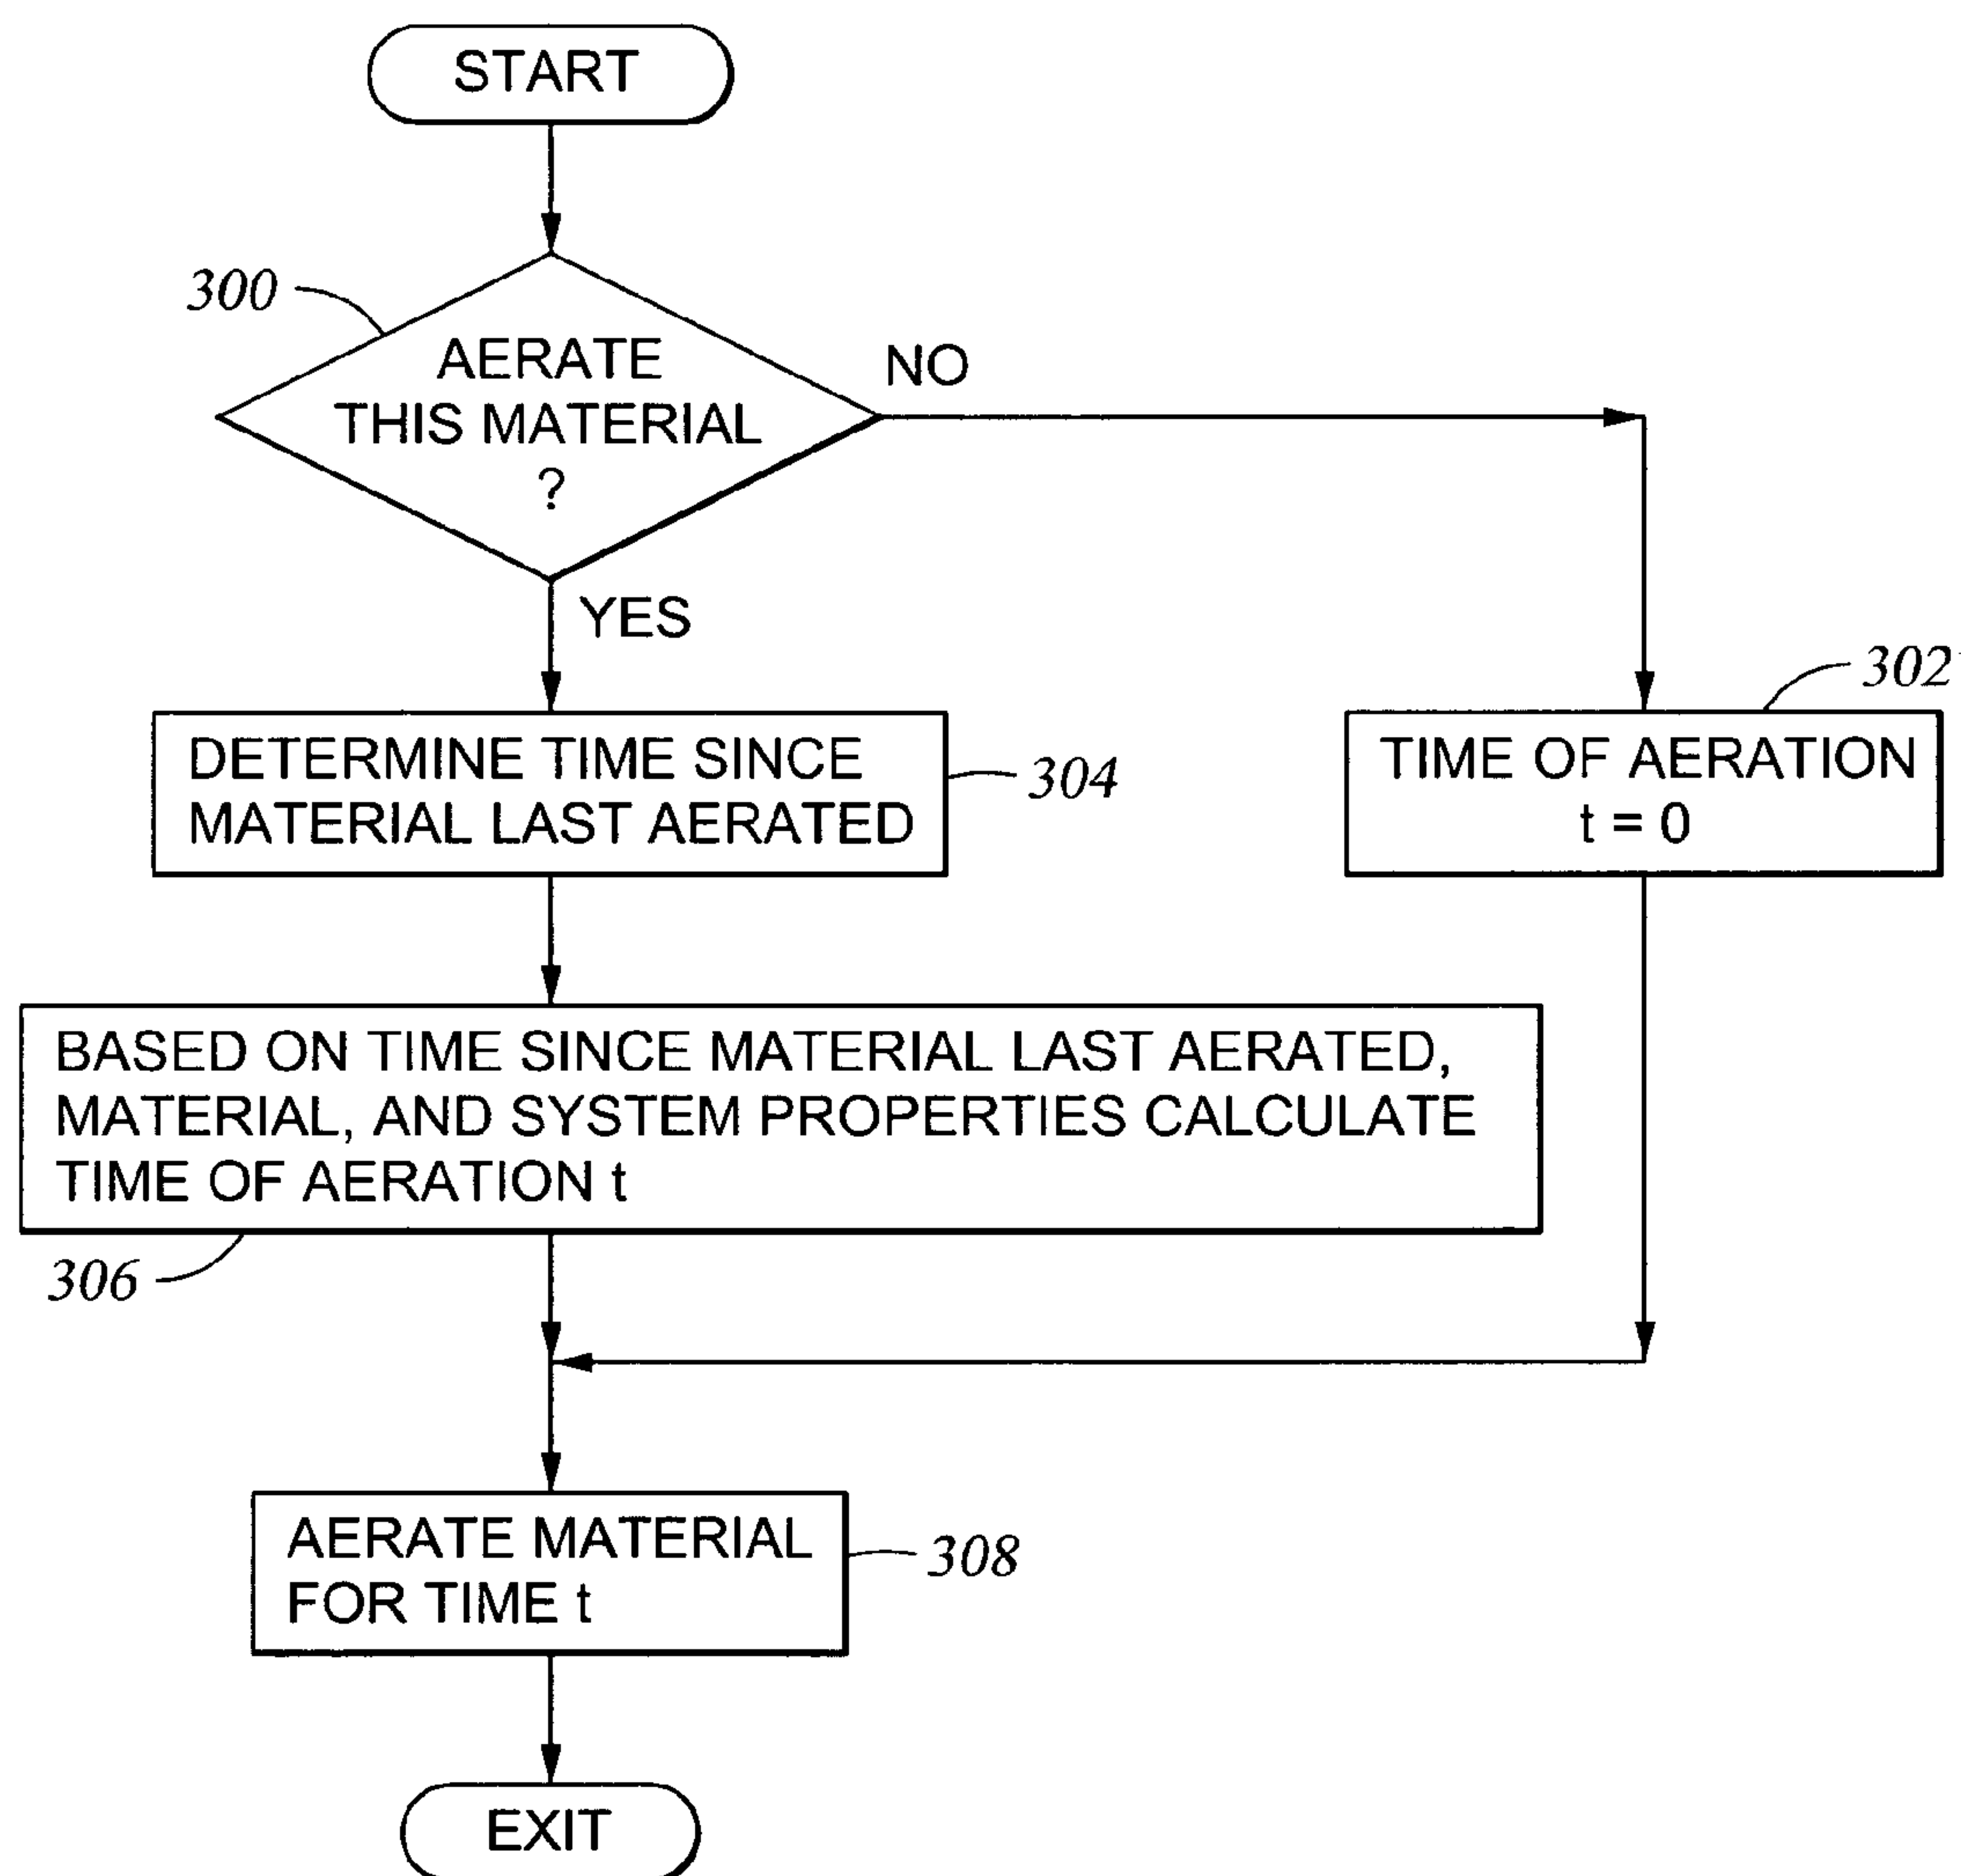 START
300
AERATE
THIS MATERIAL
?
NO
YES
302
DETERMINE TIME SINCE
MATERIAL LAST AERATED
304
TIME OF AERATION
t = 0
BASED ON TIME SINCE MATERIAL LAST AERATED,
MATERIAL, AND SYSTEM PROPERTIES CALCULATE
TIME OF AERATION t
306
AERATE MATERIAL
FOR TIME t
308
EXIT